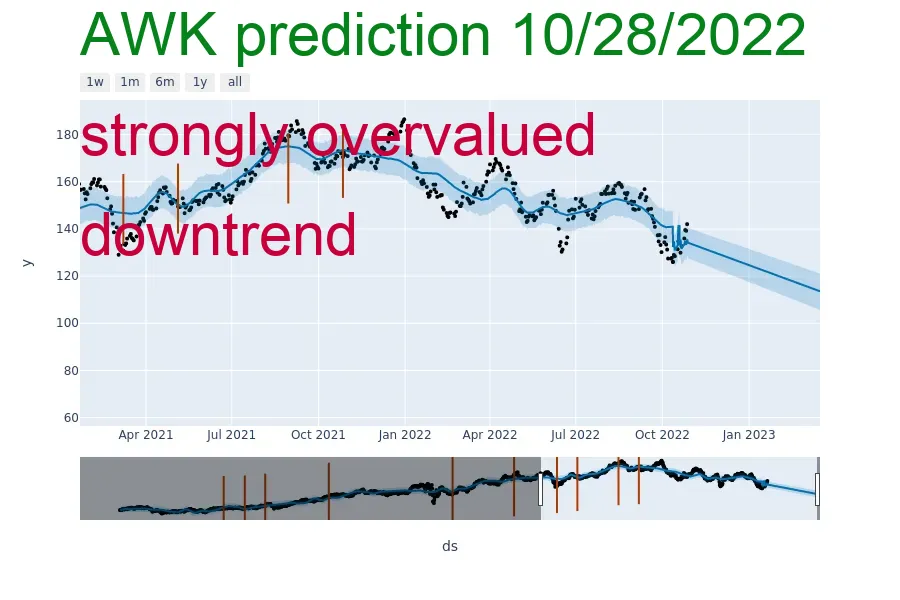 AWK prediction 10/28/2022
1w 1m 6m 1y all
strongly overvalued
downtrend
180
160
140
120
100
80
60
y
Apr 2021 Jul 2021 Oct 2021 Jan 2022 Apr 2022 Jul 2022 Oct 2022 Jan 2023
ds